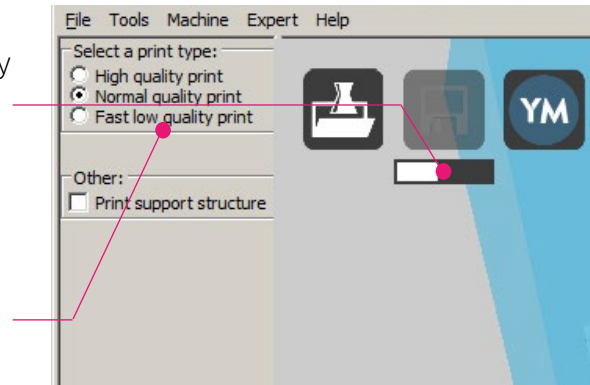 File Tools Machine Expert Help
y
Select a print type:
High quality print
Normal quality print
Fast low quality print
YM
Other:
Print support structure